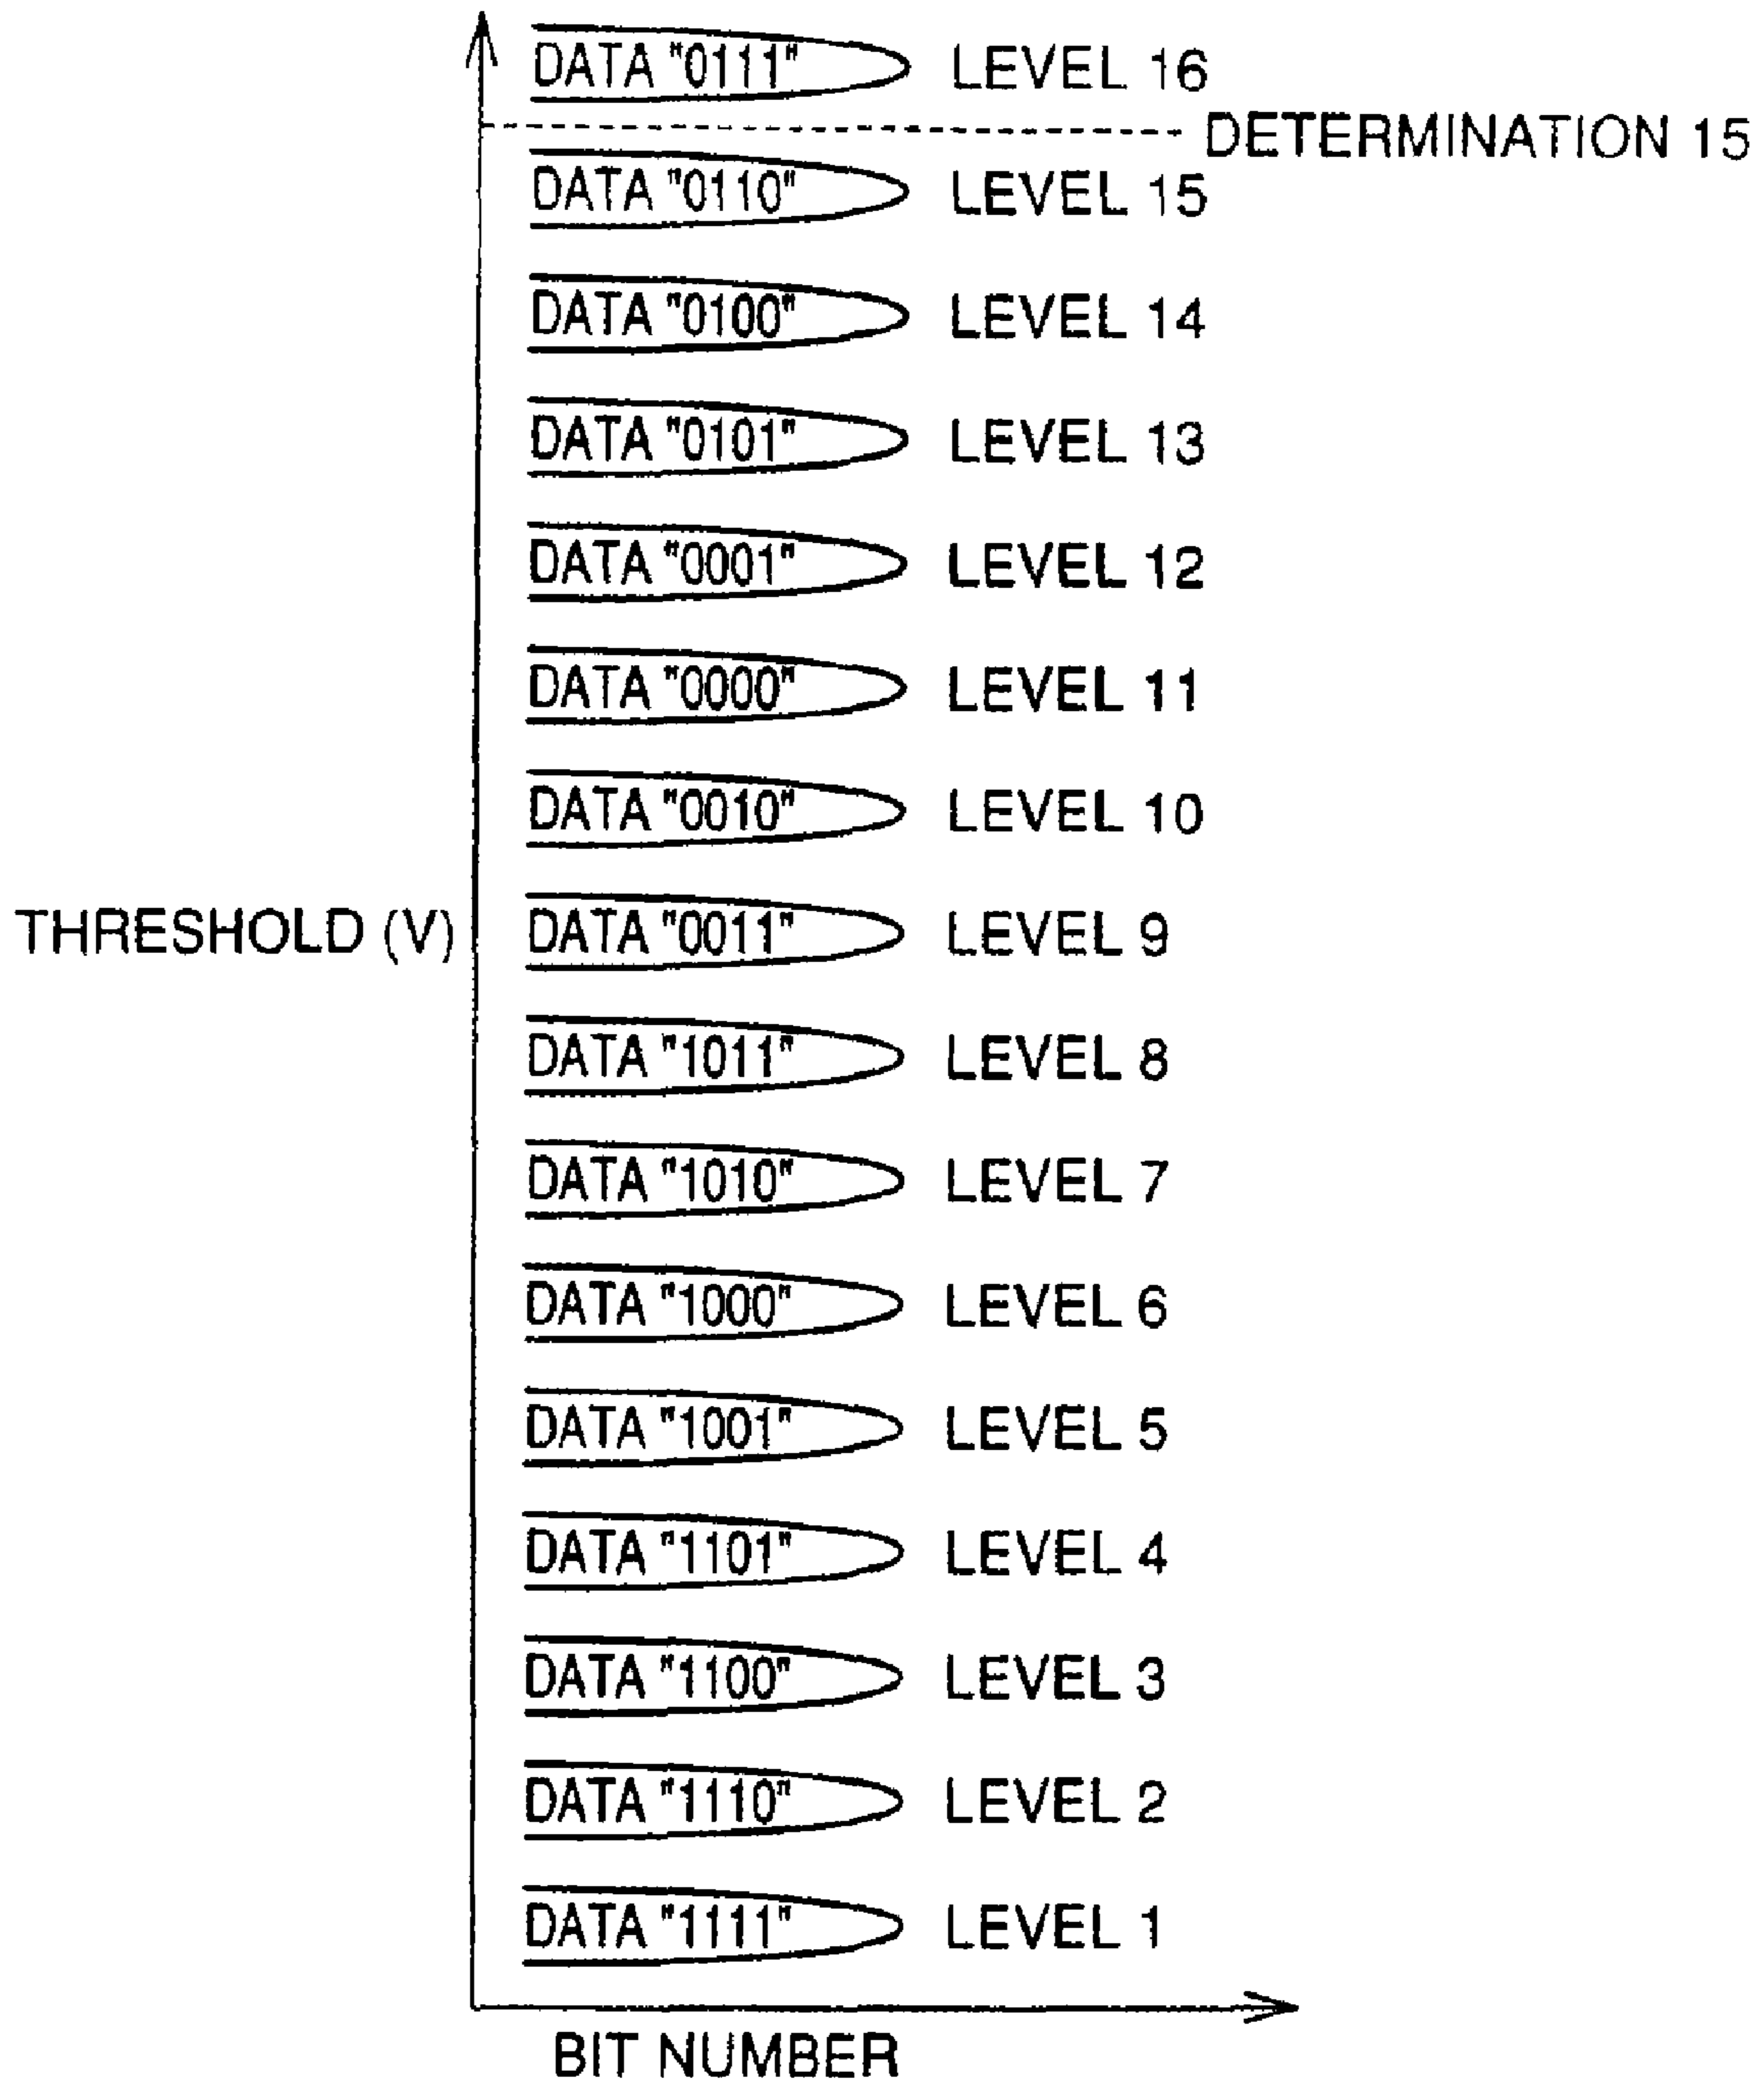 DATA "0111" LEVEL 16
DETERMINATION 15
DATA "0110" LEVEL 15
DATA "0100" LEVEL 14
DATA "0101" LEVEL 13
DATA "0001" LEVEL 12
DATA "0000" LEVEL 11
DATA "0010" LEVEL 10
THRESHOLD (V) DATA "0011" LEVEL 9
DATA "1011" LEVEL 8
DATA "1010" LEVEL 7
DATA "1000" LEVEL 6
DATA "1001" LEVEL 5
DATA "1101" LEVEL 4
DATA "1100" LEVEL 3
DATA "1110" LEVEL 2
DATA "1111" LEVEL 1
BIT NUMBER